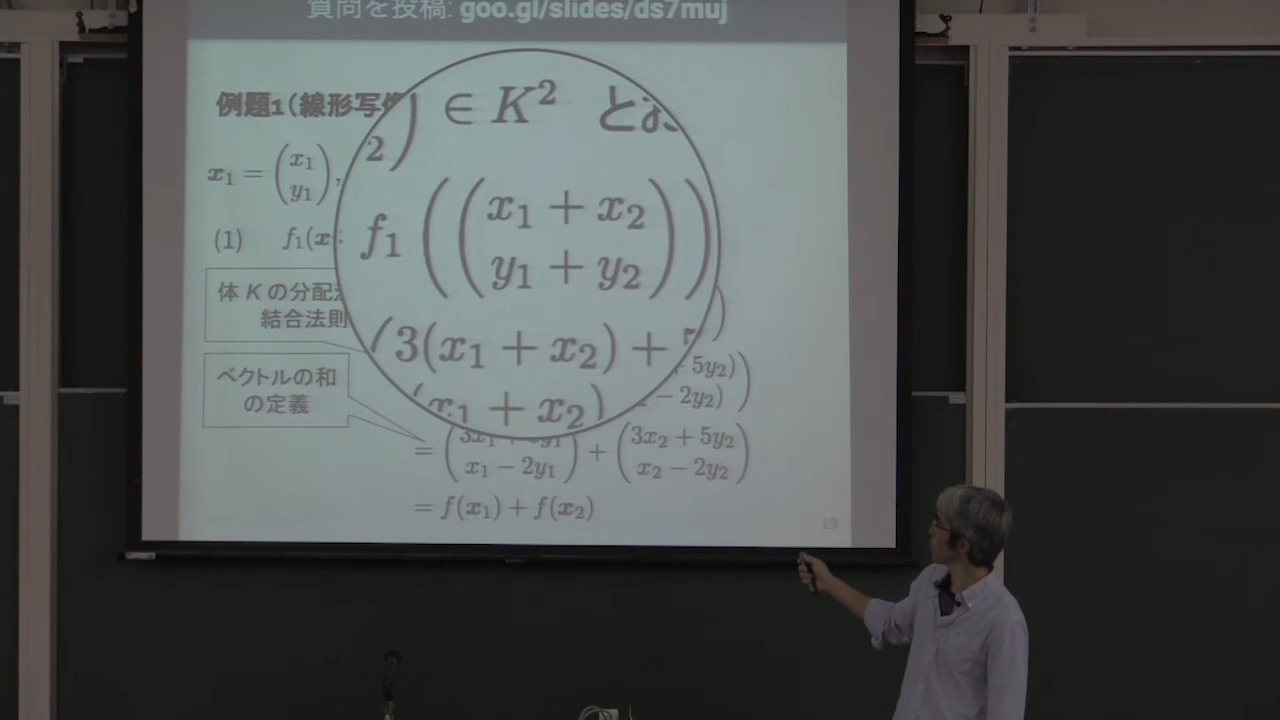 質問を投稿: goo.gl/slides/ds7muj
例題1(線形写
2) ∈ K² とお
x₁ = (x₁ y₁),
(1) f₁(x
f₁((x₁ + x₂ y₁ + y₂))
体 K の分配
結合法則
(3(x₁ + x₂) +
5y₂))
(x₁ + x₂)
− 2y₂)
ベクトルの和
の定義
= (3x₁ + 5y₁ x₁ − 2y₁) + (3x₂ + 5y₂ x₂ − 2y₂)
= f(x₁) + f(x₂)
19